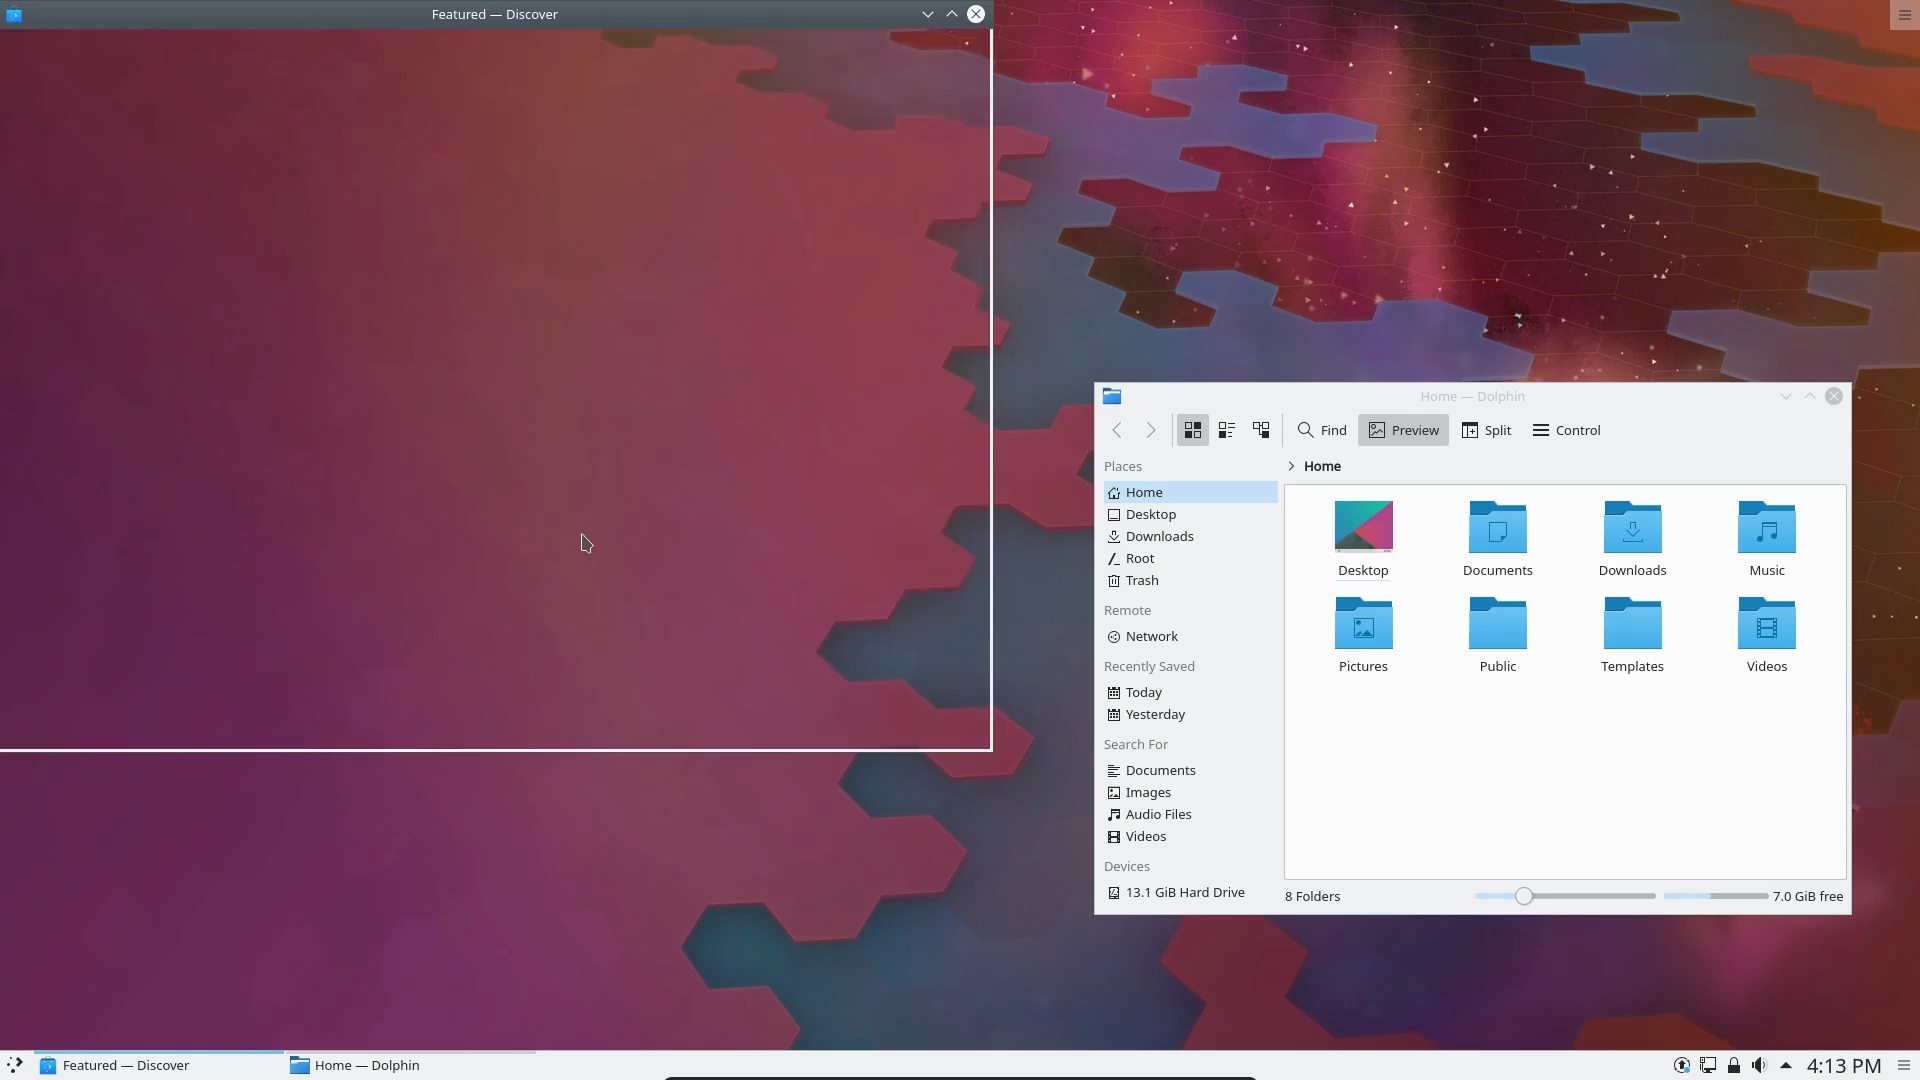 Featured — Discover
Home — Dolphin
Find
Preview
Split
Control
Places
Home
Desktop
Downloads
Root
Trash
Remote
Network
Recently Saved
Today
Yesterday
Search For
Documents
Images
Audio Files
Videos
Devices
13.1 GiB Hard Drive
Home
Desktop
Documents
Downloads
Music
Pictures
Public
Templates
Videos
8 Folders
7.0 GiB free
Featured — Discover
Home — Dolphin
4:13 PM